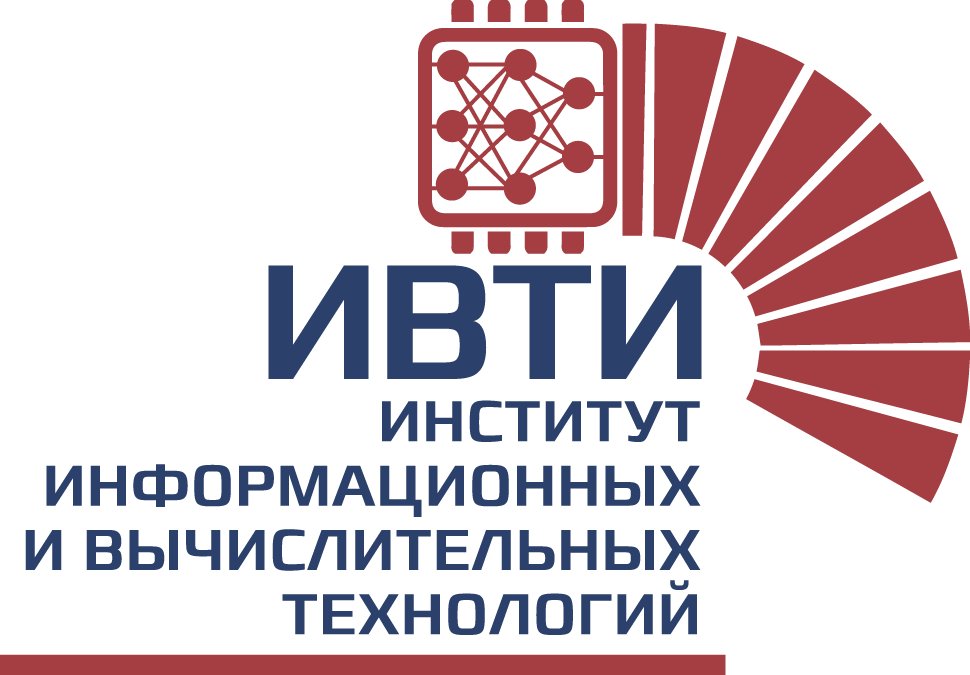 ИВТИ
ИНСТИТУТ
ИНФОРМАЦИОННЫХ
И ВЫЧИСЛИТЕЛЬНЫХ
ТЕХНОЛОГИЙ